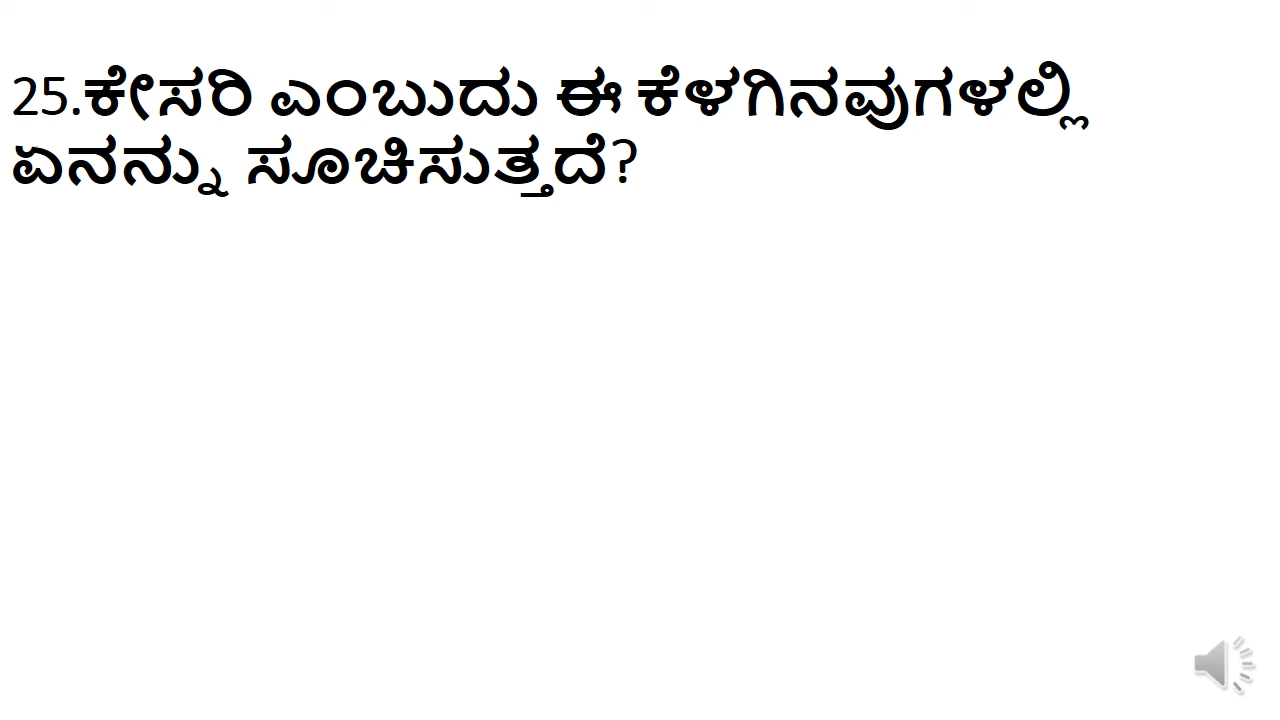 25.ಕೇಸರಿ ಎಂಬುದು ಈ ಕೆಳಗಿನವುಗಳಲ್ಲಿ
ಏನನ್ನು ಸೂಚಿಸುತ್ತದೆ?